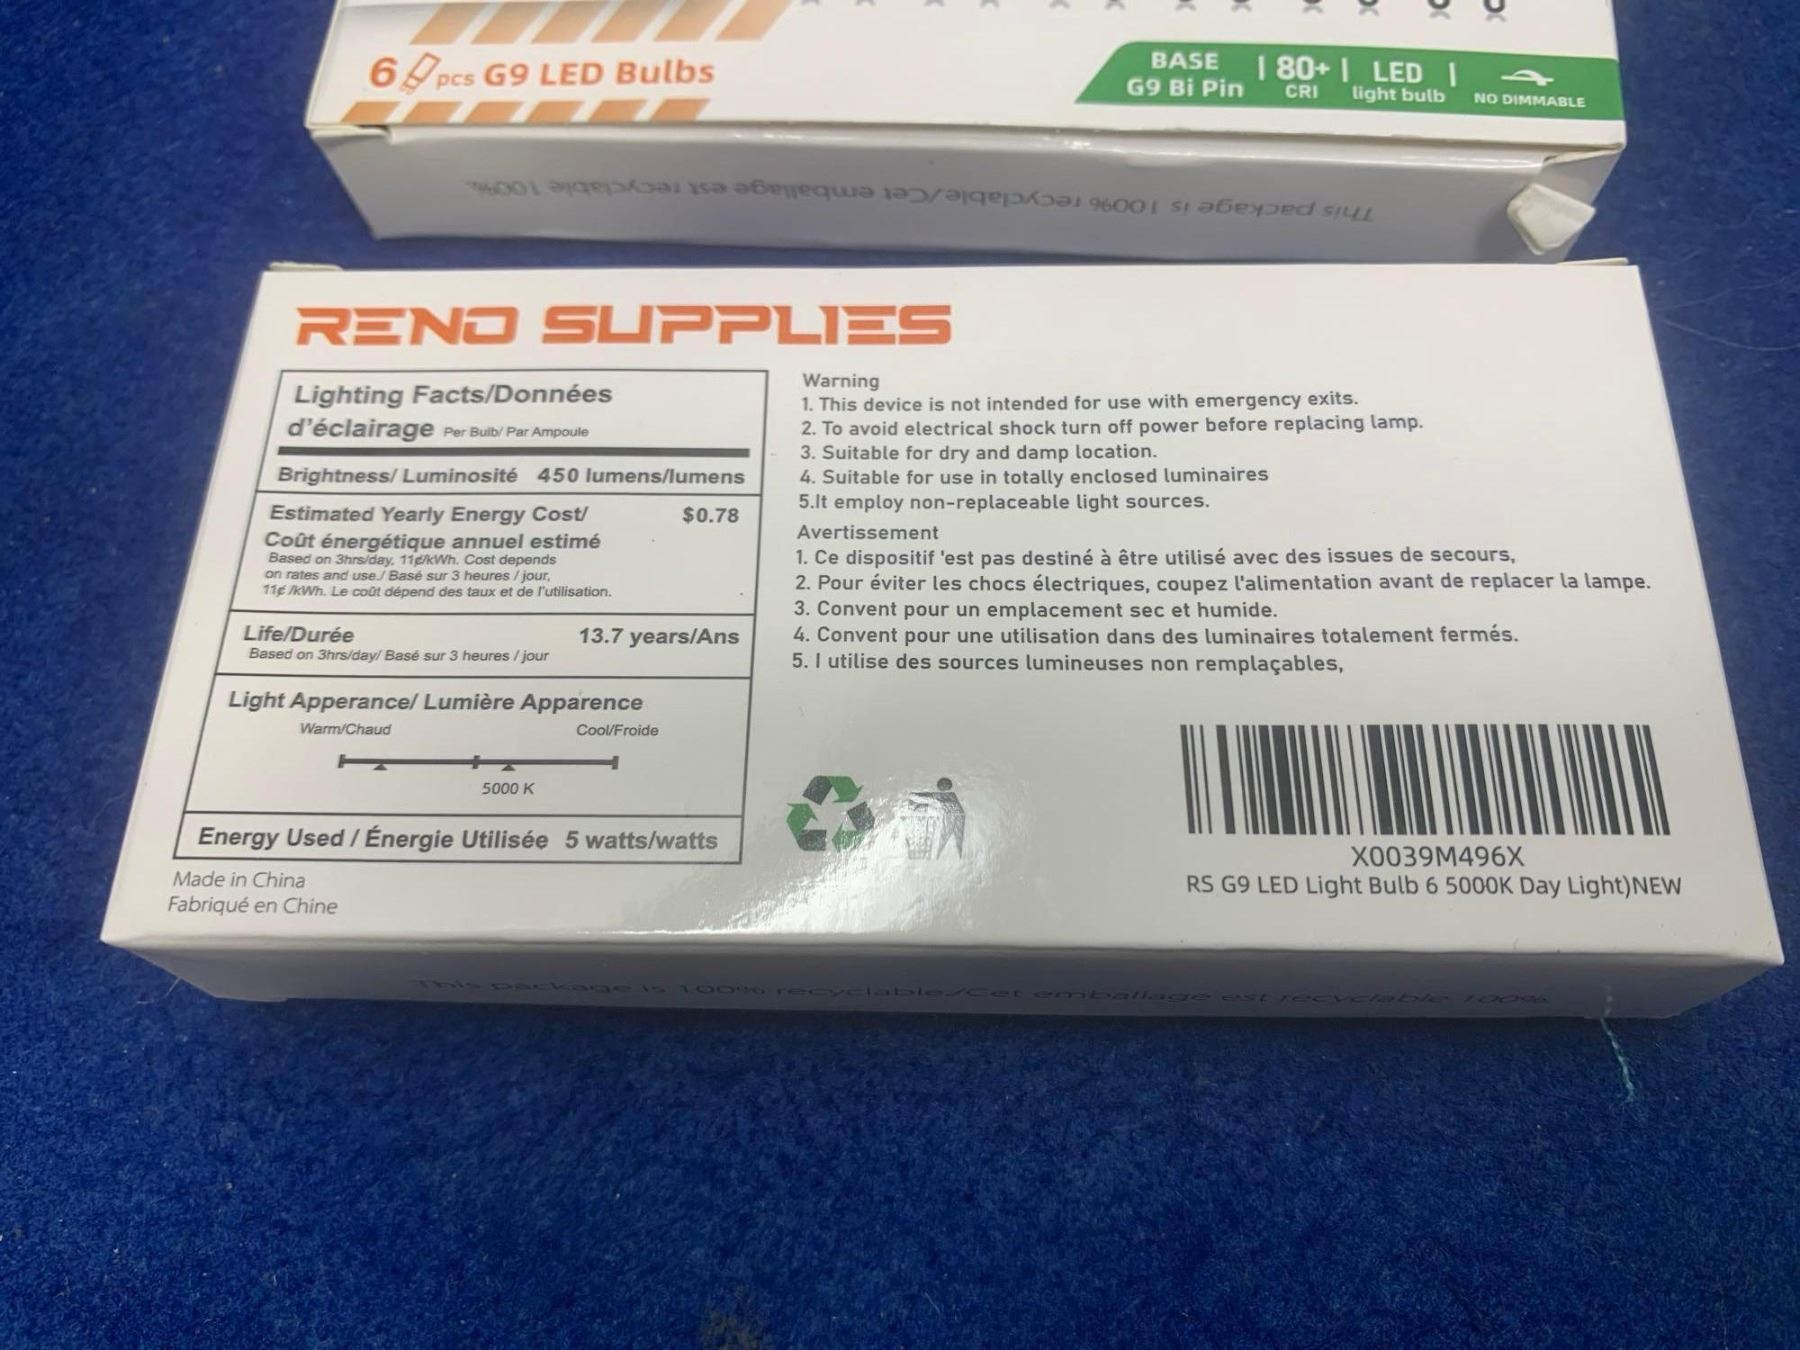 6 pcs G9 LED Bulbs
BASE
G9 Bi Pin
80+
CRI
LED
light bulb
NO DIMMABLE
This package is 100% recyclable/Cet emballage est recyclable 100%.
RENO SUPPLIES
Lighting Facts/Données
d'éclairage Per Bulb/ Par Ampoule
Brightness/ Luminosité 450 lumens/lumens
Estimated Yearly Energy Cost/ $0.78
Coût énergétique annuel estimé
Based on 3hrs/day, 11¢/kWh. Cost depends
on rates and use./ Basé sur 3 heures / jour,
11¢ /kWh. Le coût dépend des taux et de l'utilisation.
Life/Durée 13.7 years/Ans
Based on 3hrs/day/ Basé sur 3 heures / jour
Light Apperance/ Lumière Apparence
Warm/Chaud Cool/Froide
5000 K
Energy Used / Énergie Utilisée 5 watts/watts
Made in China
Fabriqué en Chine
Warning
1. This device is not intended for use with emergency exits.
2. To avoid electrical shock turn off power before replacing lamp.
3. Suitable for dry and damp location.
4. Suitable for use in totally enclosed luminaires
5.It employ non-replaceable light sources.
Avertissement
1. Ce dispositif 'est pas destiné à être utilisé avec des issues de secours,
2. Pour éviter les chocs électriques, coupez l'alimentation avant de replacer la lampe.
3. Convent pour un emplacement sec et humide.
4. Convent pour une utilisation dans des luminaires totalement fermés.
5. I utilise des sources lumineuses non remplaçables,
X0039M496X
RS G9 LED Light Bulb 6 5000K Day Light)NEW
This package is 100% recyclable/Cet emballage est recyclable 100%